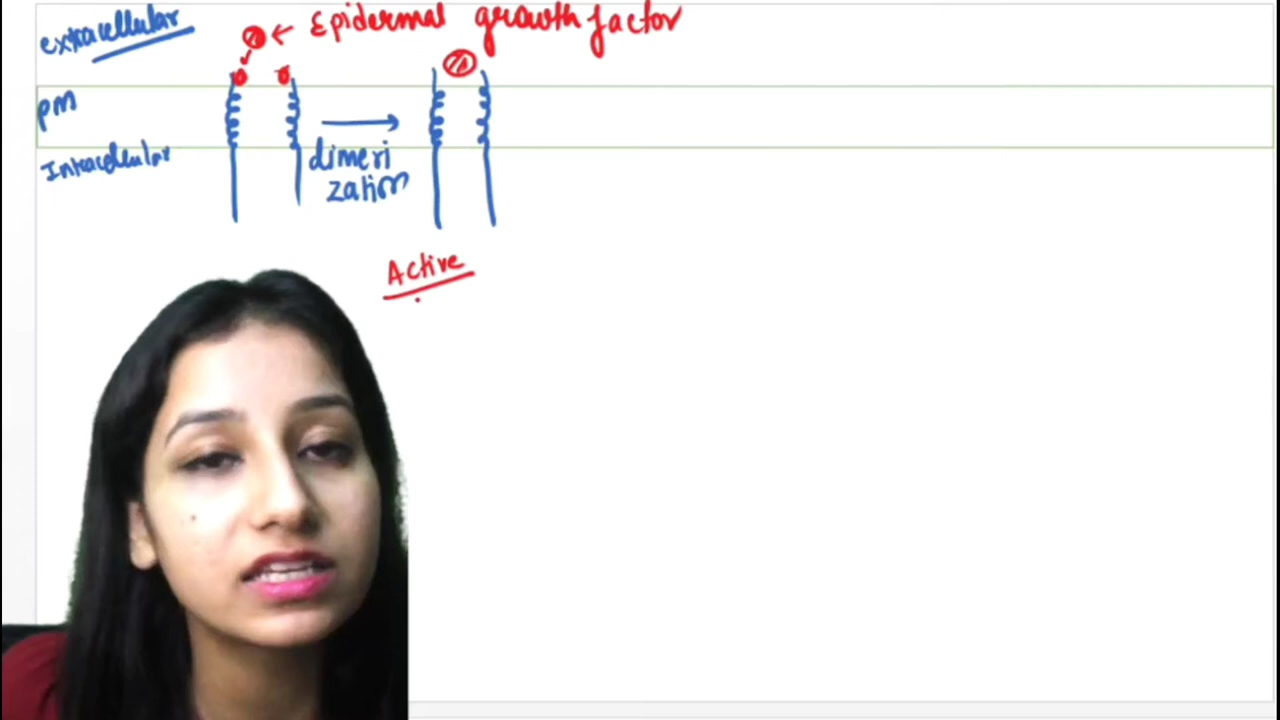 extracellular
Epidermal growth factor
PM
Intracellular
dimeri
zation
Active